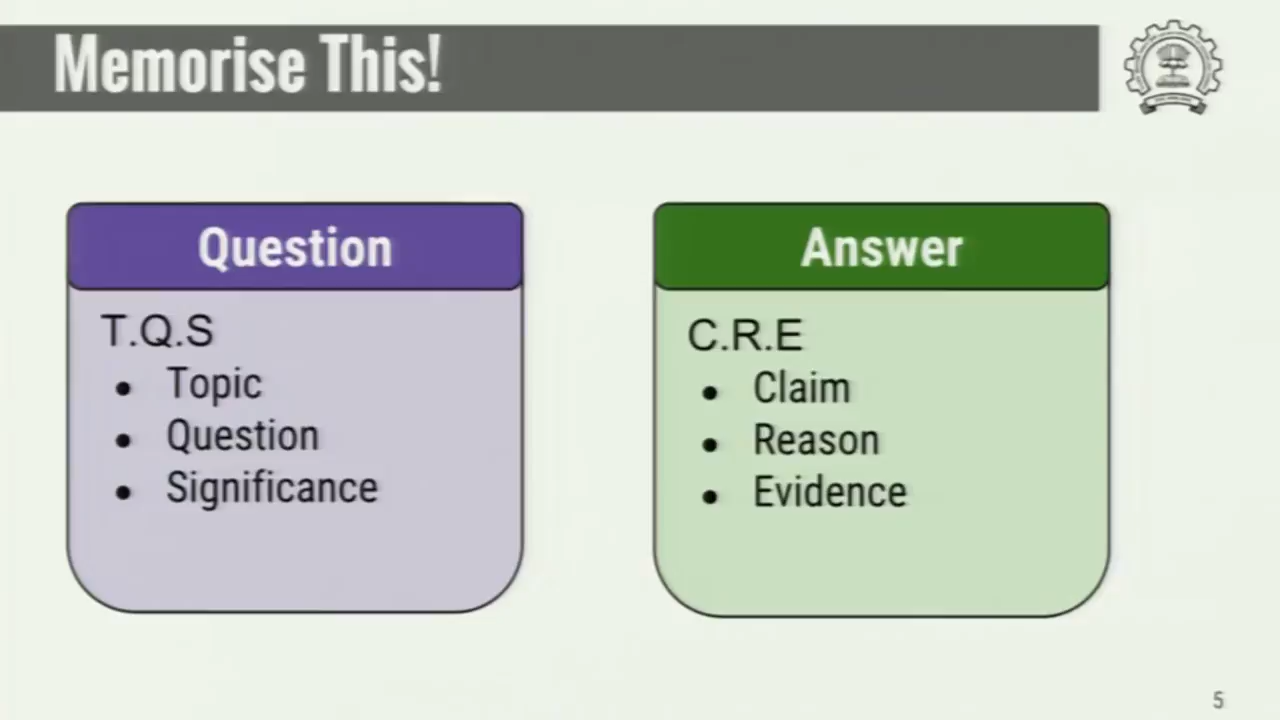 Memorise This!
Question
T.Q.S
• Topic
• Question
• Significance
Answer
C.R.E
• Claim
• Reason
• Evidence
5